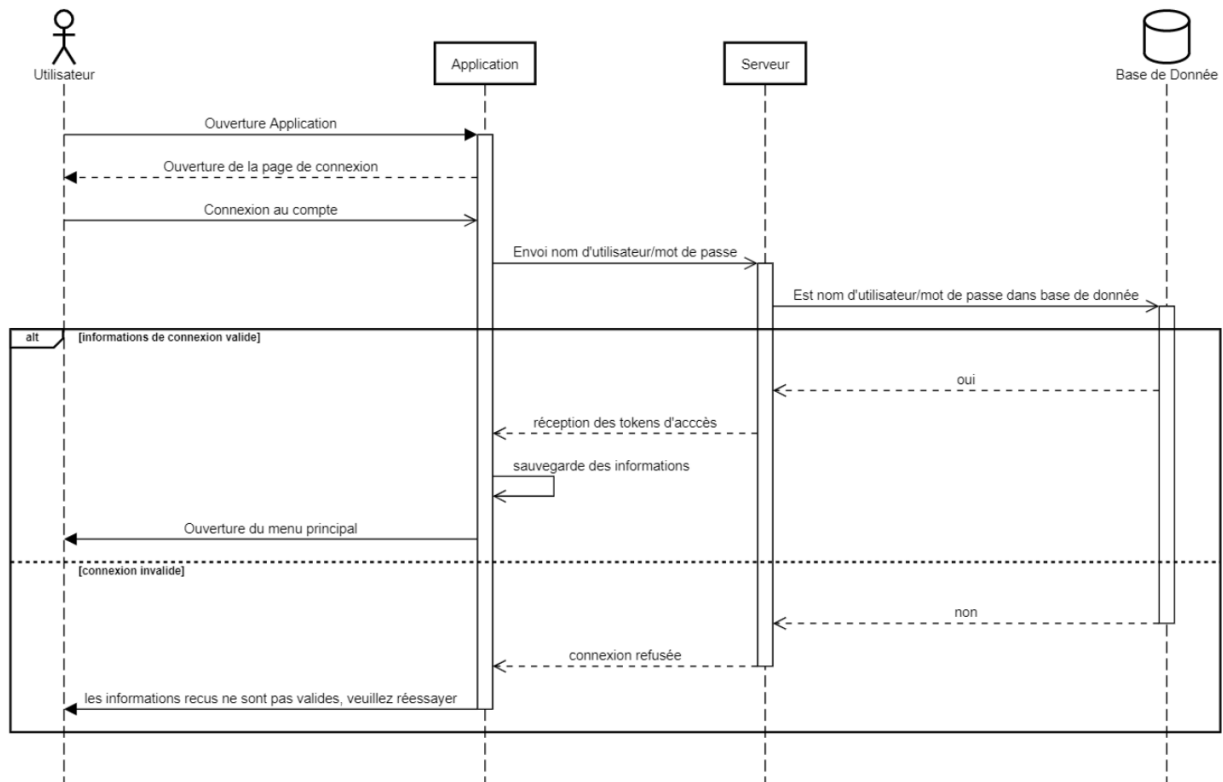 Utilisateur
Application
Serveur
Base de Donnée
Ouverture Application
Ouverture de la page de connexion
Connexion au compte
Envoi nom d'utilisateur/mot de passe
Est nom d'utilisateur/mot de passe dans base de donnée
alt
[informations de connexion valide]
oui
réception des tokens d'acccès
sauvegarde des informations
Ouverture du menu principal
[connexion invalide]
non
connexion refusée
les informations recus ne sont pas valides, veuillez réessayer